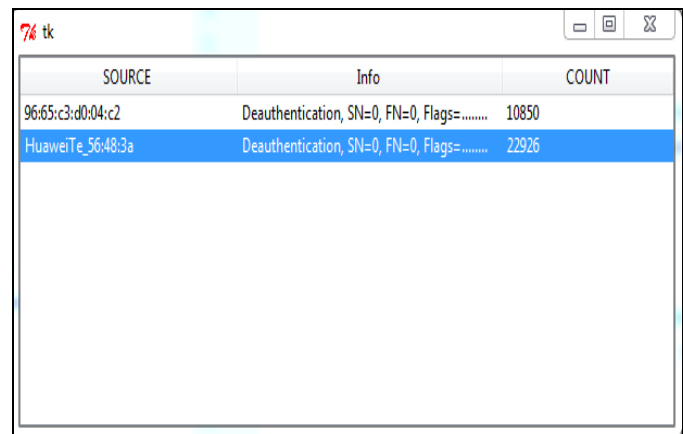 tk
SOURCE Info COUNT
96:65:c3:d0:04:c2 Deauthentication, SN=0, FN=0, Flags=........ 10850
HuaweiTe_56:48:3a Deauthentication, SN=0, FN=0, Flags=........ 22926